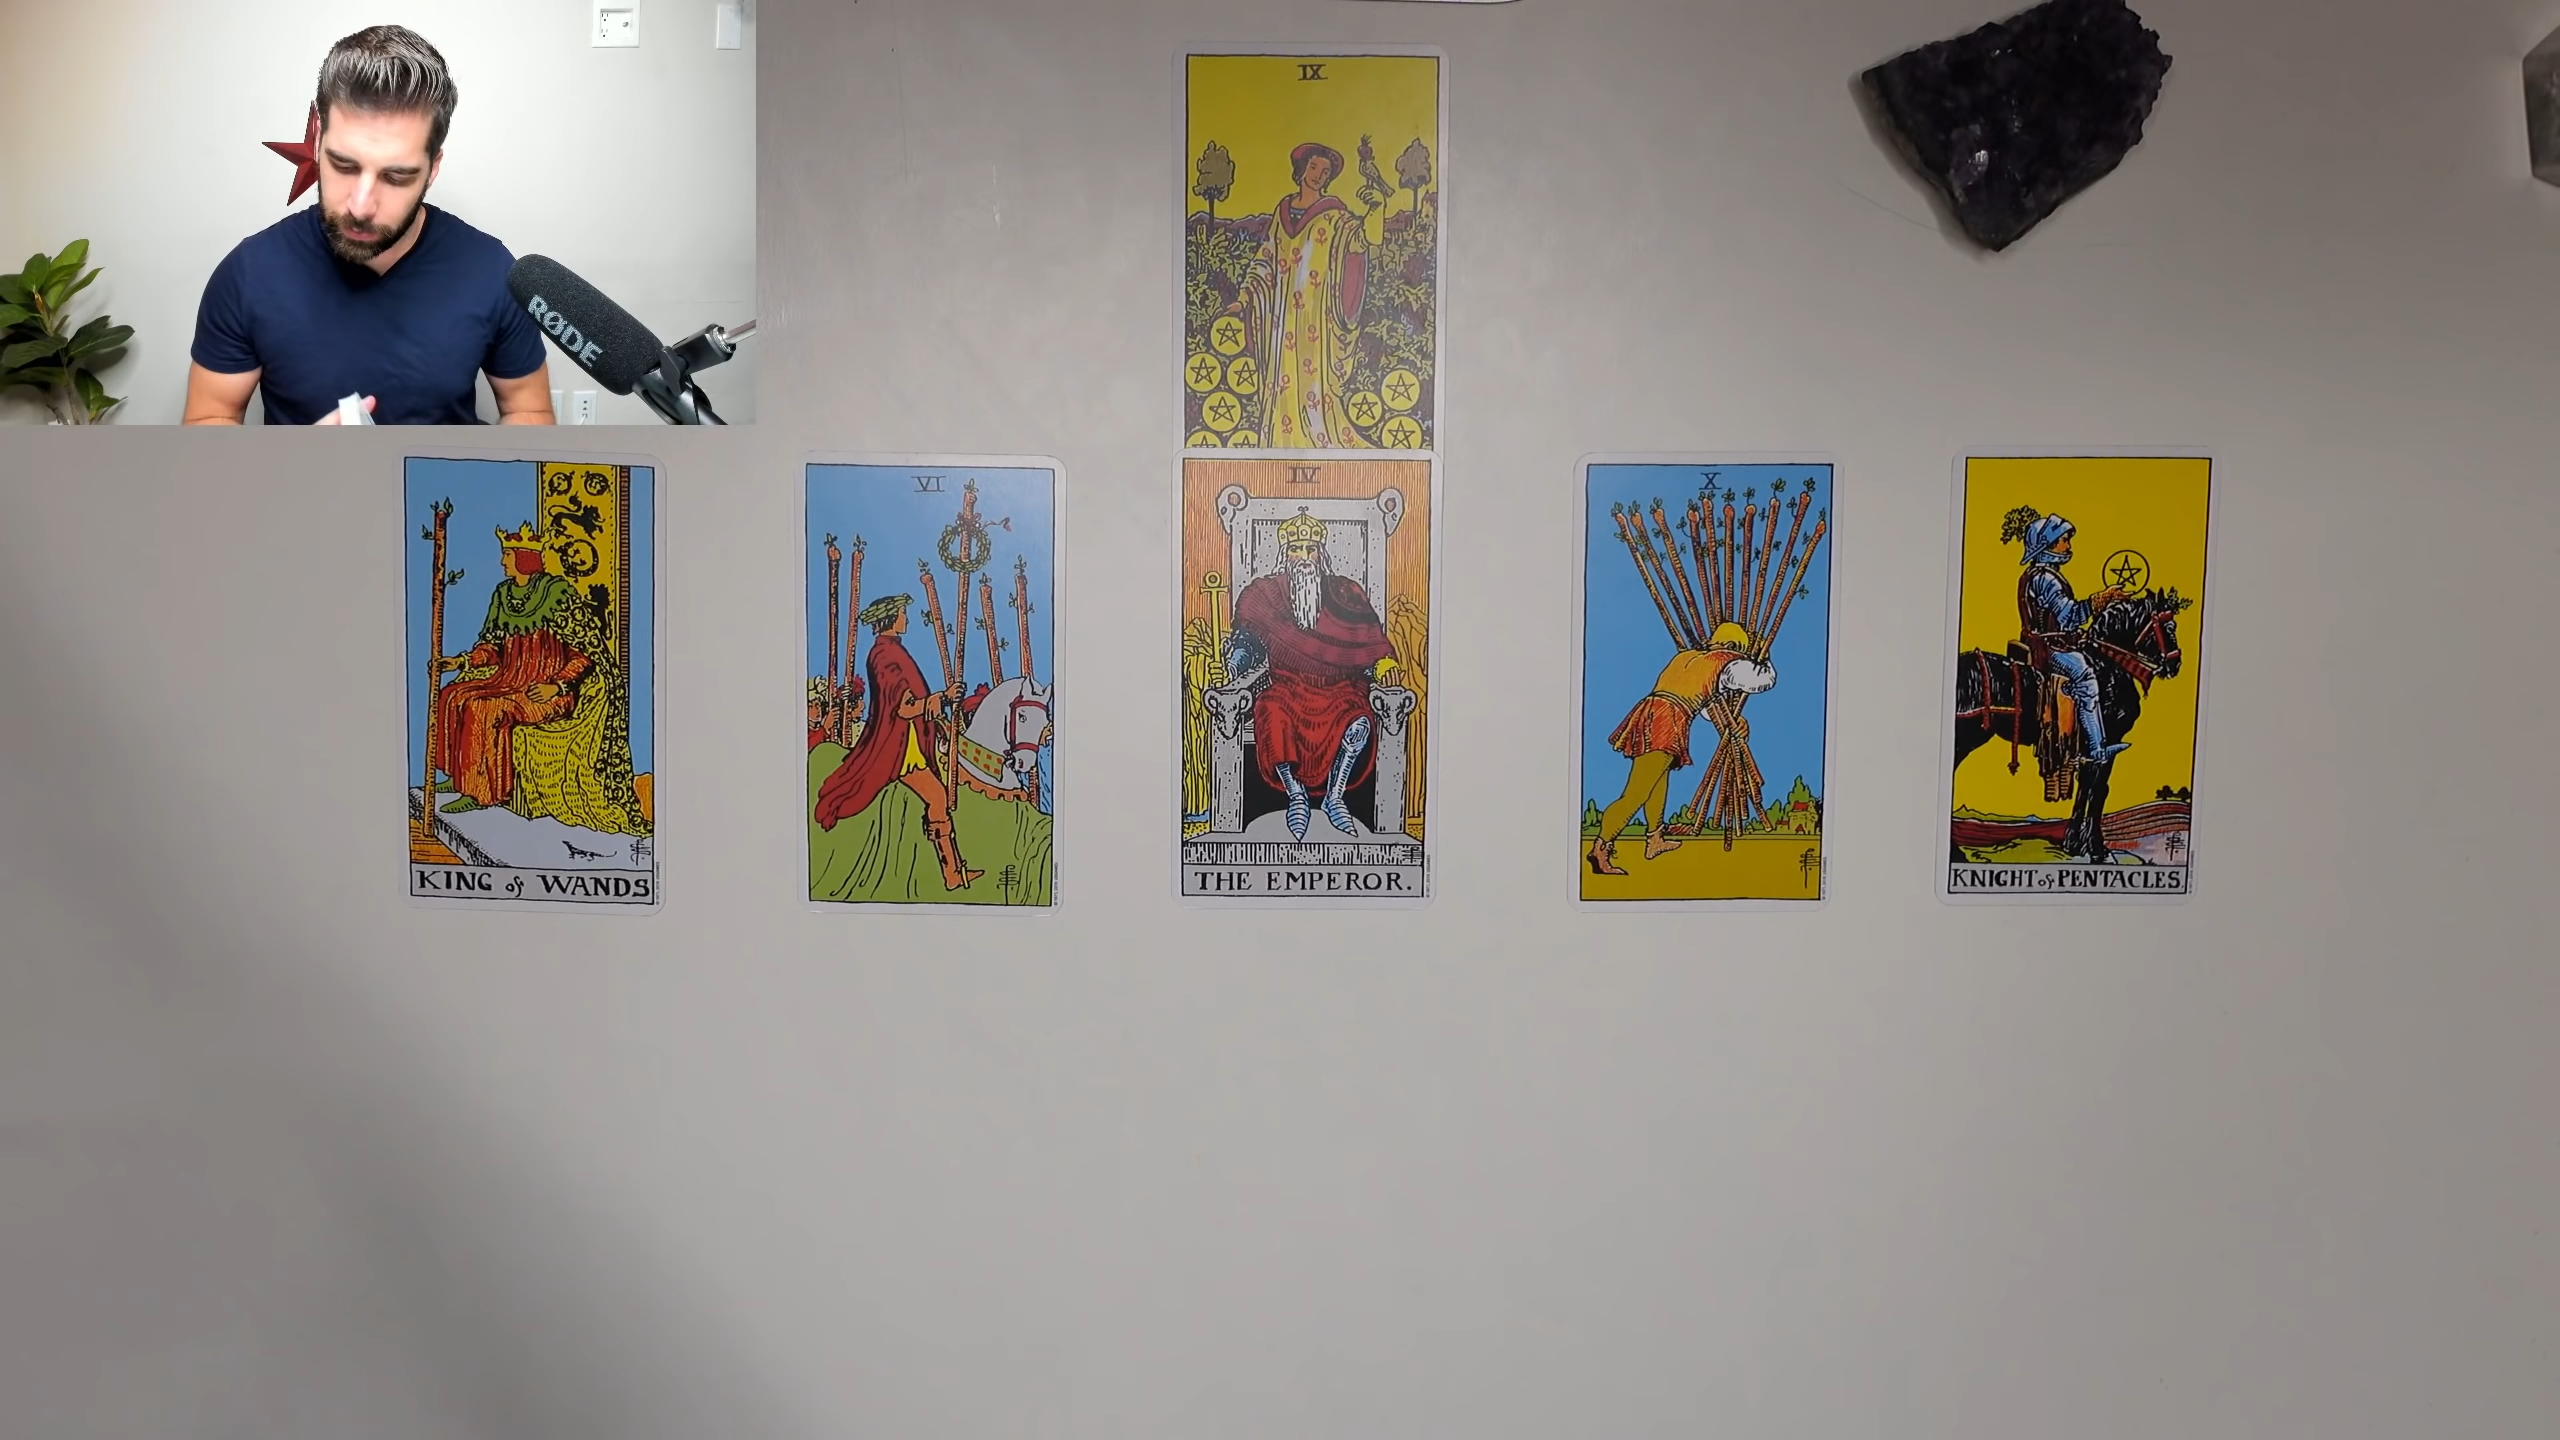 RØDE
IX
KING of WANDS
VI
IV
THE EMPEROR.
X
KNIGHT of PENTACLES.